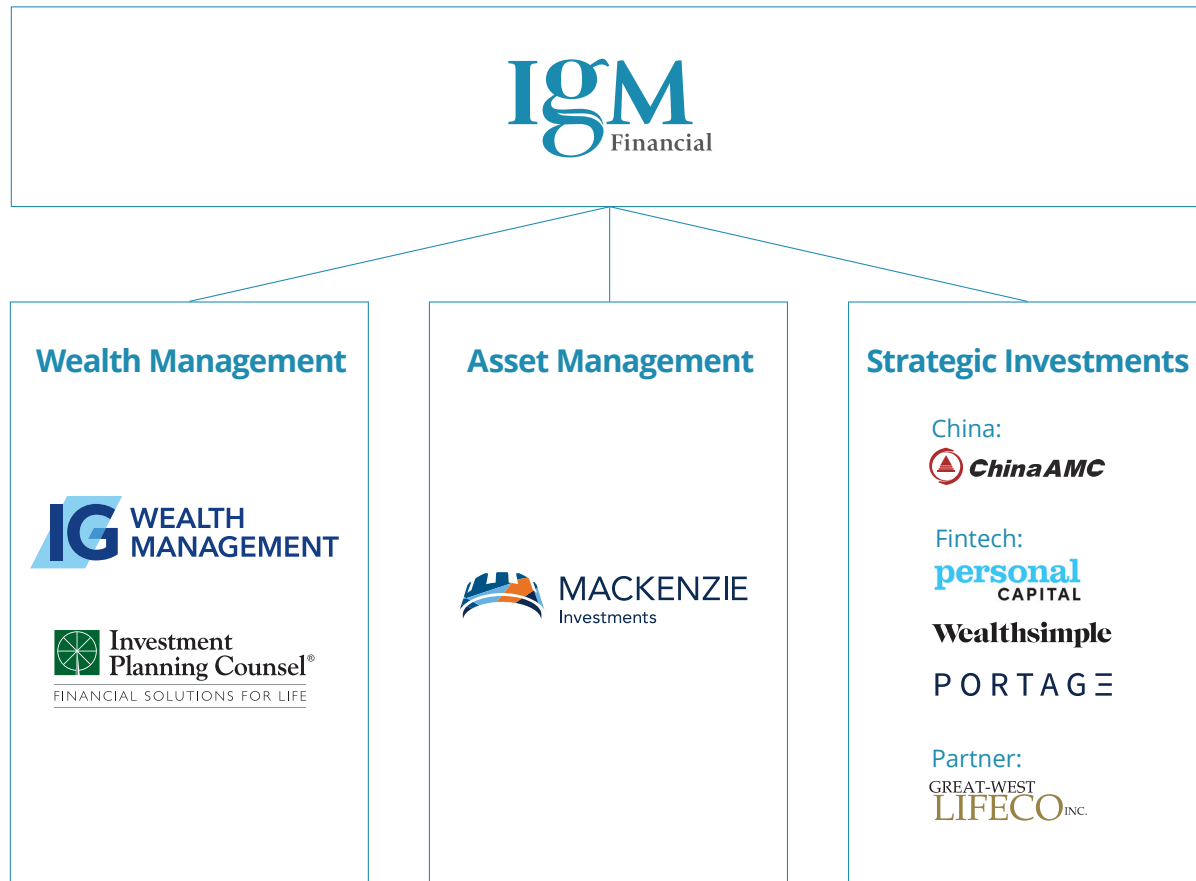 IgM
Financial
Wealth Management
IG WEALTH
MANAGEMENT
Investment
Planning Counsel®
FINANCIAL SOLUTIONS FOR LIFE
Asset Management
MACKENZIE
Investments
Strategic Investments
China:
ChinaAMC
Fintech:
personal
CAPITAL
Wealthsimple
PORTAGE
Partner:
GREAT-WEST
LIFECO INC.